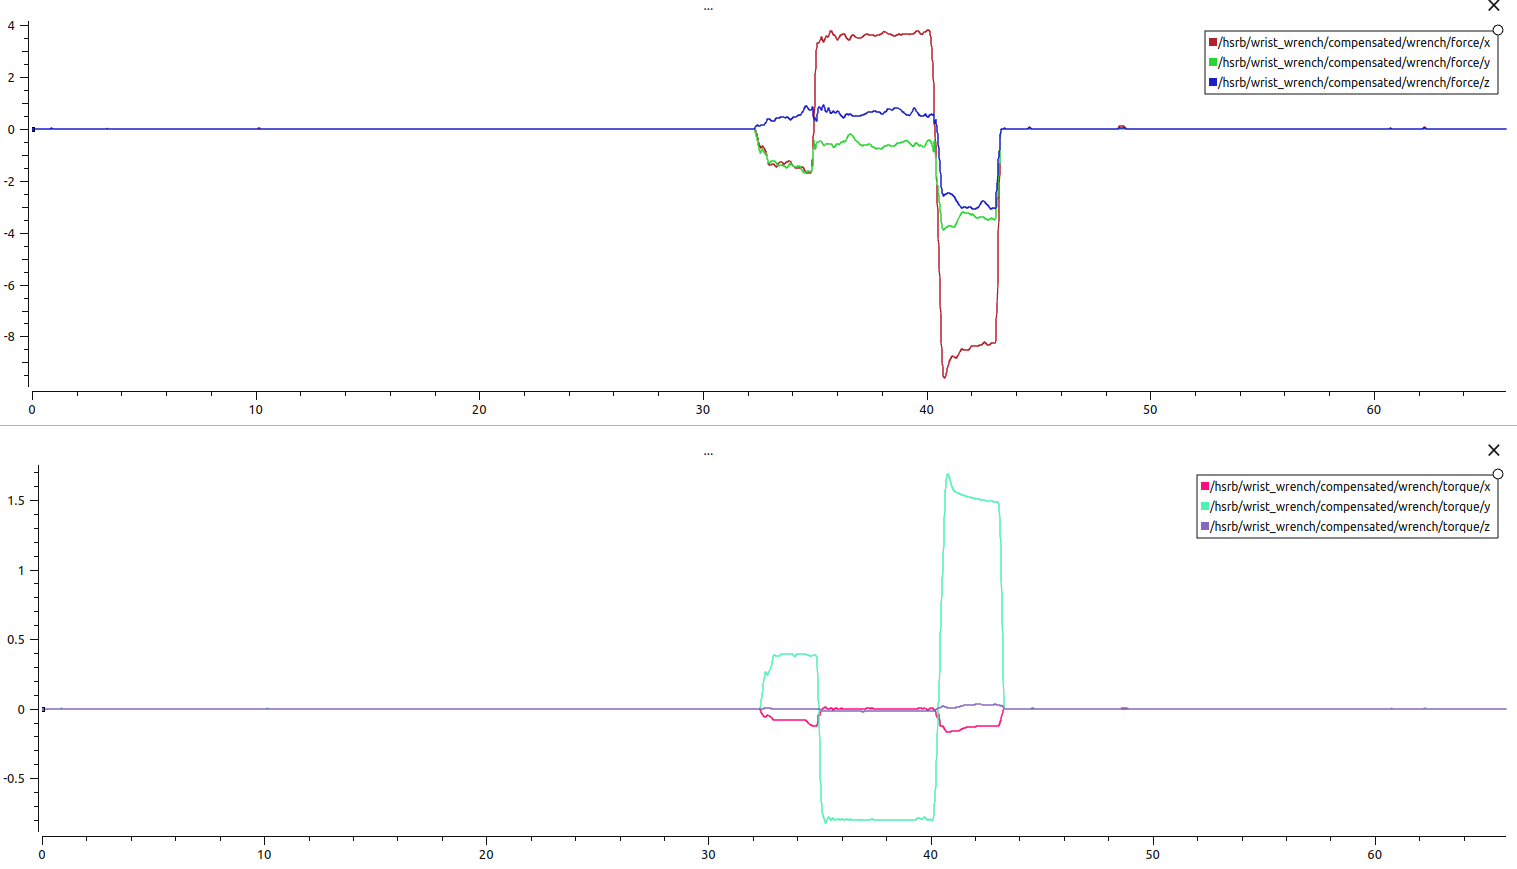 ...
4
2
0
-2
-4
-6
-8
0 10 20 30 40 50 60
/hsrb/wrist_wrench/compensated/wrench/force/x
/hsrb/wrist_wrench/compensated/wrench/force/y
/hsrb/wrist_wrench/compensated/wrench/force/z
...
1.5
1
0.5
0
-0.5
0 10 20 30 40 50 60
/hsrb/wrist_wrench/compensated/wrench/torque/x
/hsrb/wrist_wrench/compensated/wrench/torque/y
/hsrb/wrist_wrench/compensated/wrench/torque/z